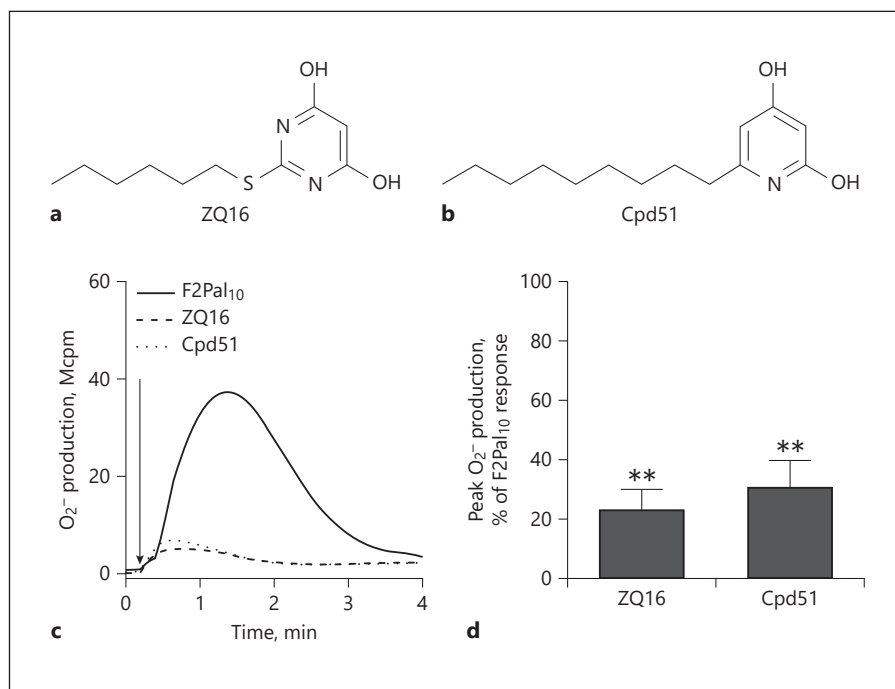 OH
N
S
N
OH
a
ZQ16
OH
N
OH
b
Cpd51
60
40
20
0
O₂⁻ production, Mcpm
F2Pal₁₀
ZQ16
Cpd51
0 1 2 3 4
Time, min
c
100
80
60
40
20
0
Peak O₂⁻ production,
% of F2Pal₁₀ response
**
**
ZQ16 Cpd51
d